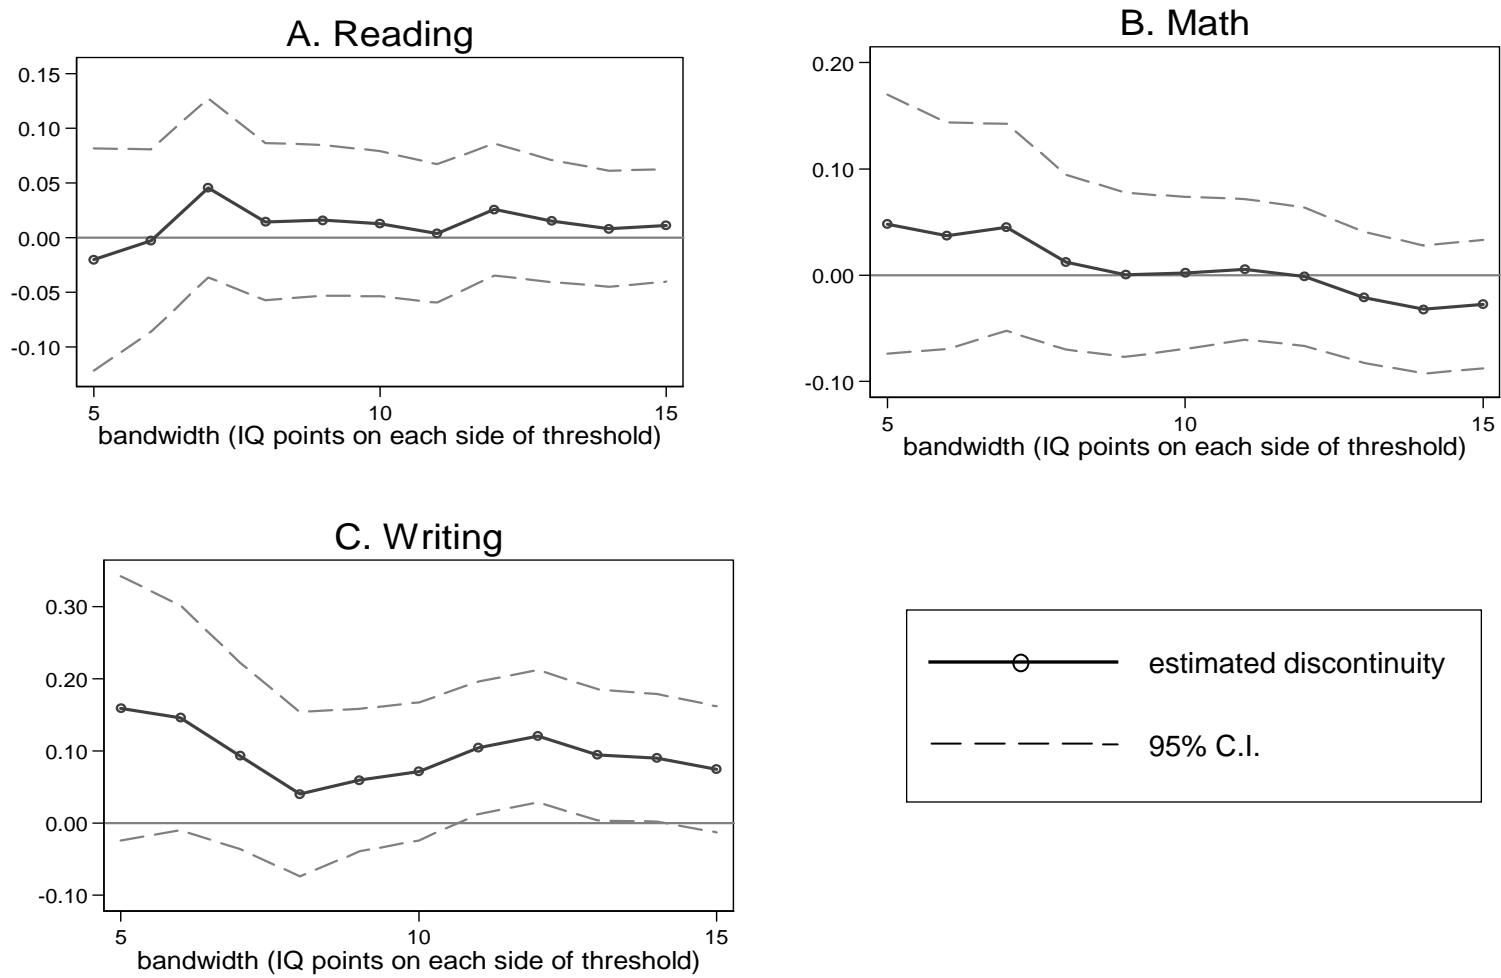 A. Reading
0.15
0.10
0.05
0.00
-0.05
-0.10
5 10 15
bandwidth (IQ points on each side of threshold)
B. Math
0.20
0.10
0.00
-0.10
5 10 15
bandwidth (IQ points on each side of threshold)
C. Writing
0.30
0.20
0.10
0.00
-0.10
5 10 15
bandwidth (IQ points on each side of threshold)
estimated discontinuity
95% C.I.